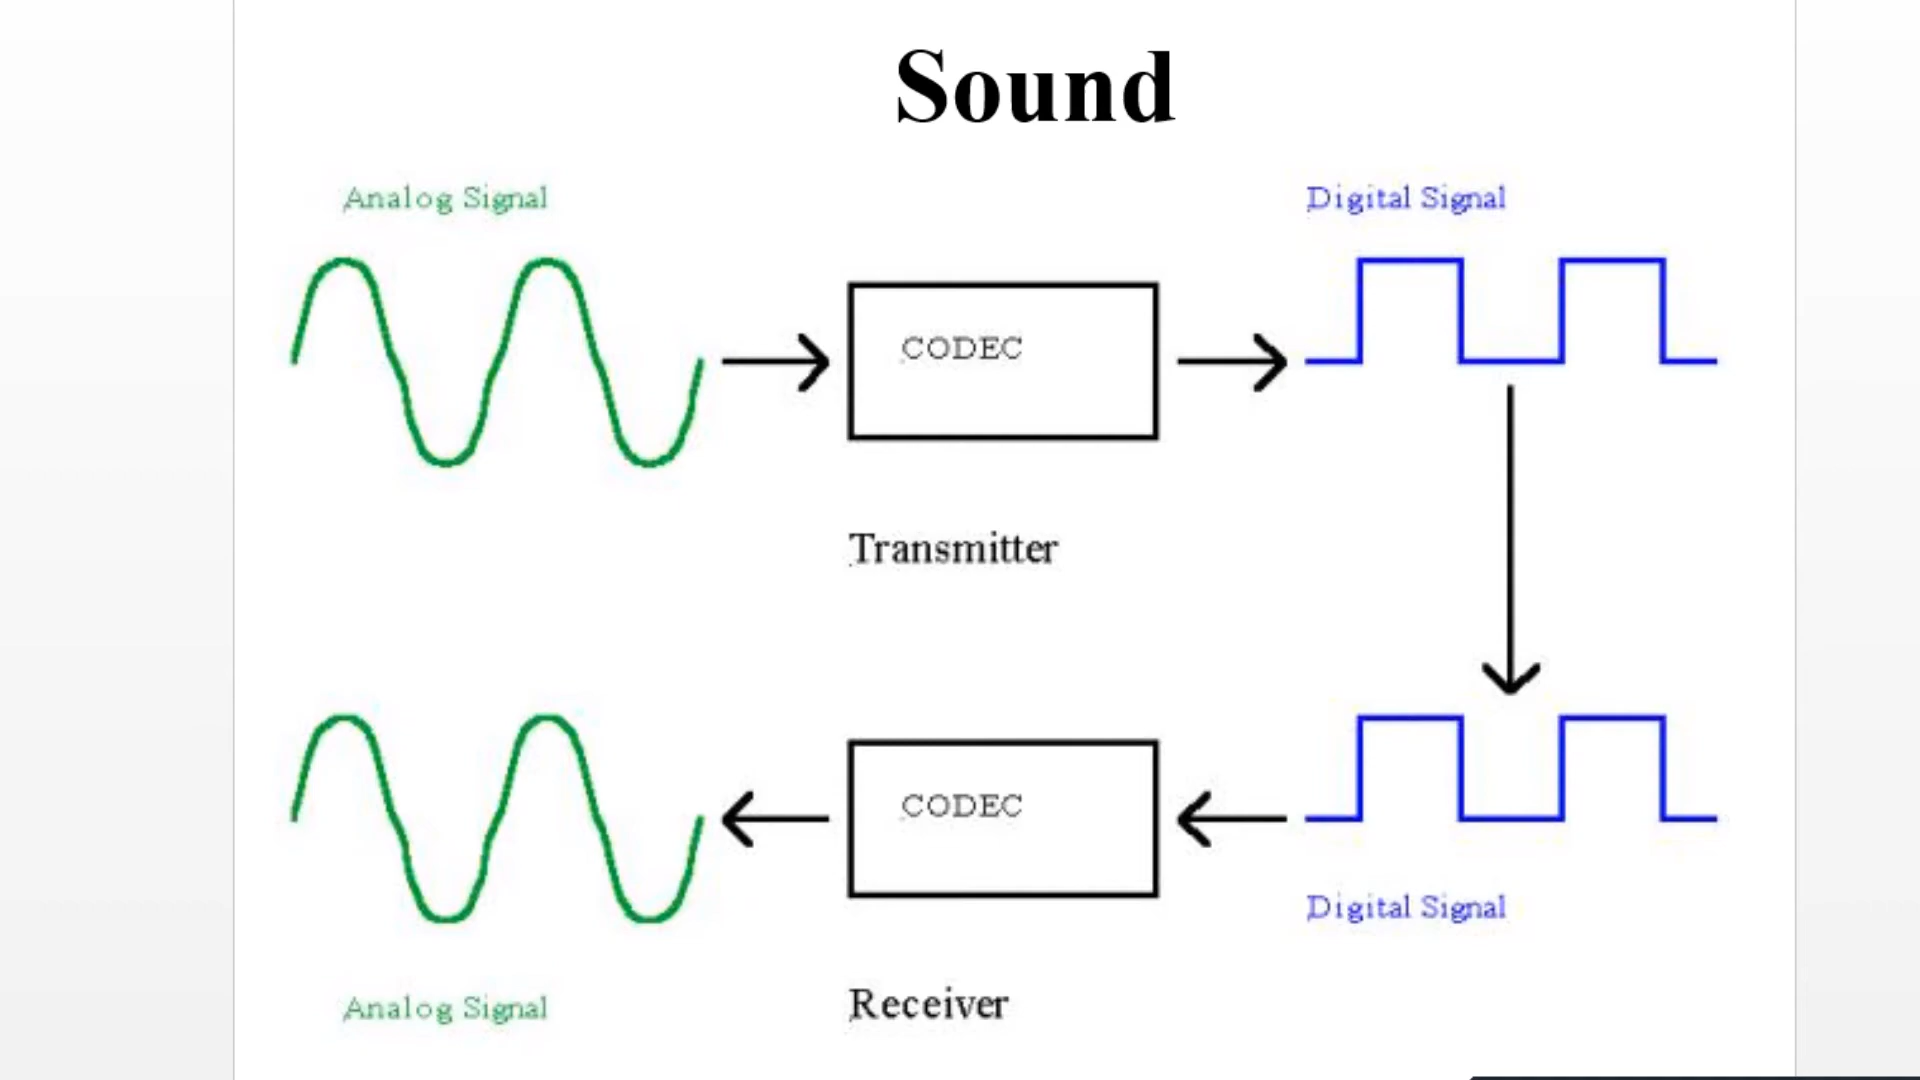 Sound
Analog Signal
Digital Signal
CODEC
Transmitter
CODEC
Digital Signal
Analog Signal
Receiver